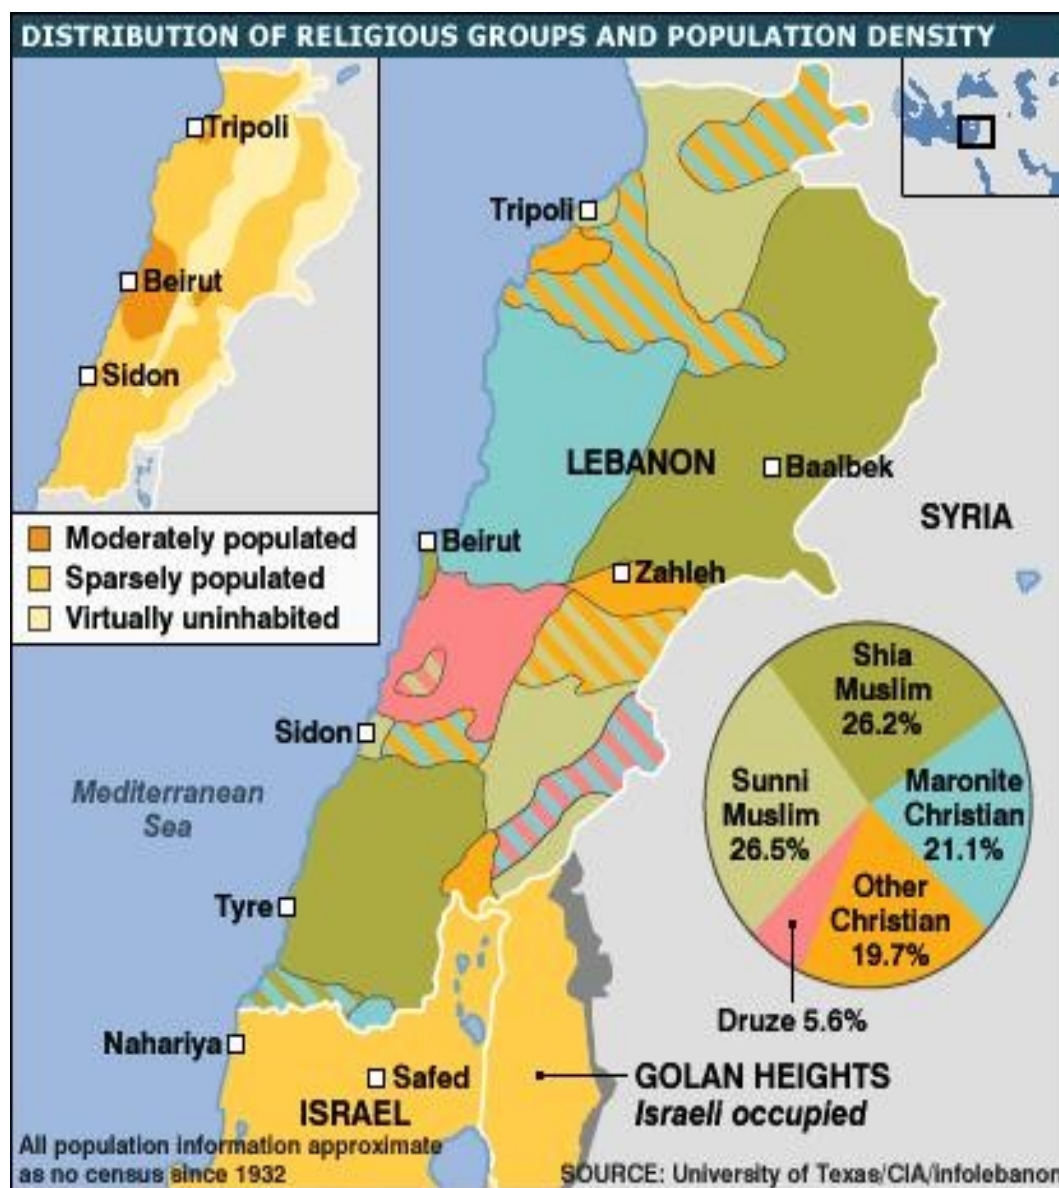 DISTRIBUTION OF RELIGIOUS GROUPS AND POPULATION DENSITY
Tripoli
Beirut
Sidon
Moderately populated
Sparsely populated
Virtually uninhabited
Tripoli
LEBANON
Baalbek
SYRIA
Beirut
Zahleh
Sidon
Mediterranean
Sea
Tyre
Nahariya
Safed
ISRAEL
GOLAN HEIGHTS
Israeli occupied
Shia
Muslim
26.2%
Maronite
Christian
21.1%
Sunni
Muslim
26.5%
Other
Christian
19.7%
Druze 5.6%
All population information approximate
as no census since 1932
SOURCE: University of Texas/CIA/infolebanon